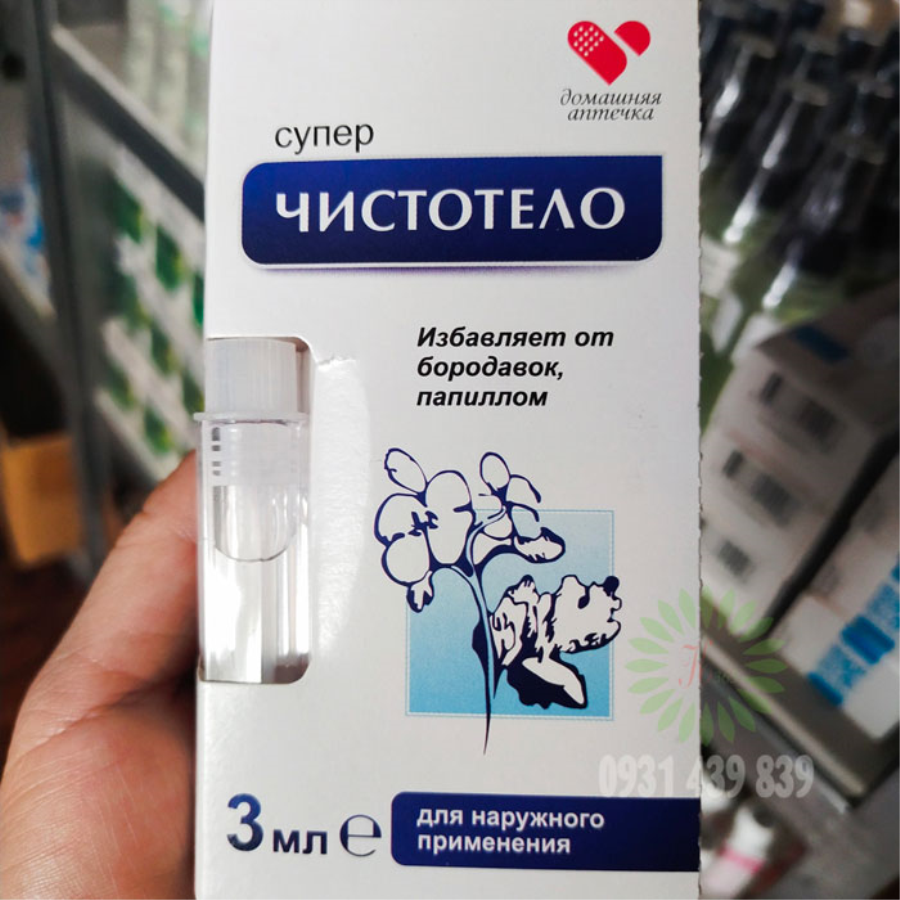 домашняя
аптечка
супер
ЧИСТОТЕЛО
Избавляет от
бородавок,
папиллом
0931 439 839
3 мл ℮
для наружного
применения